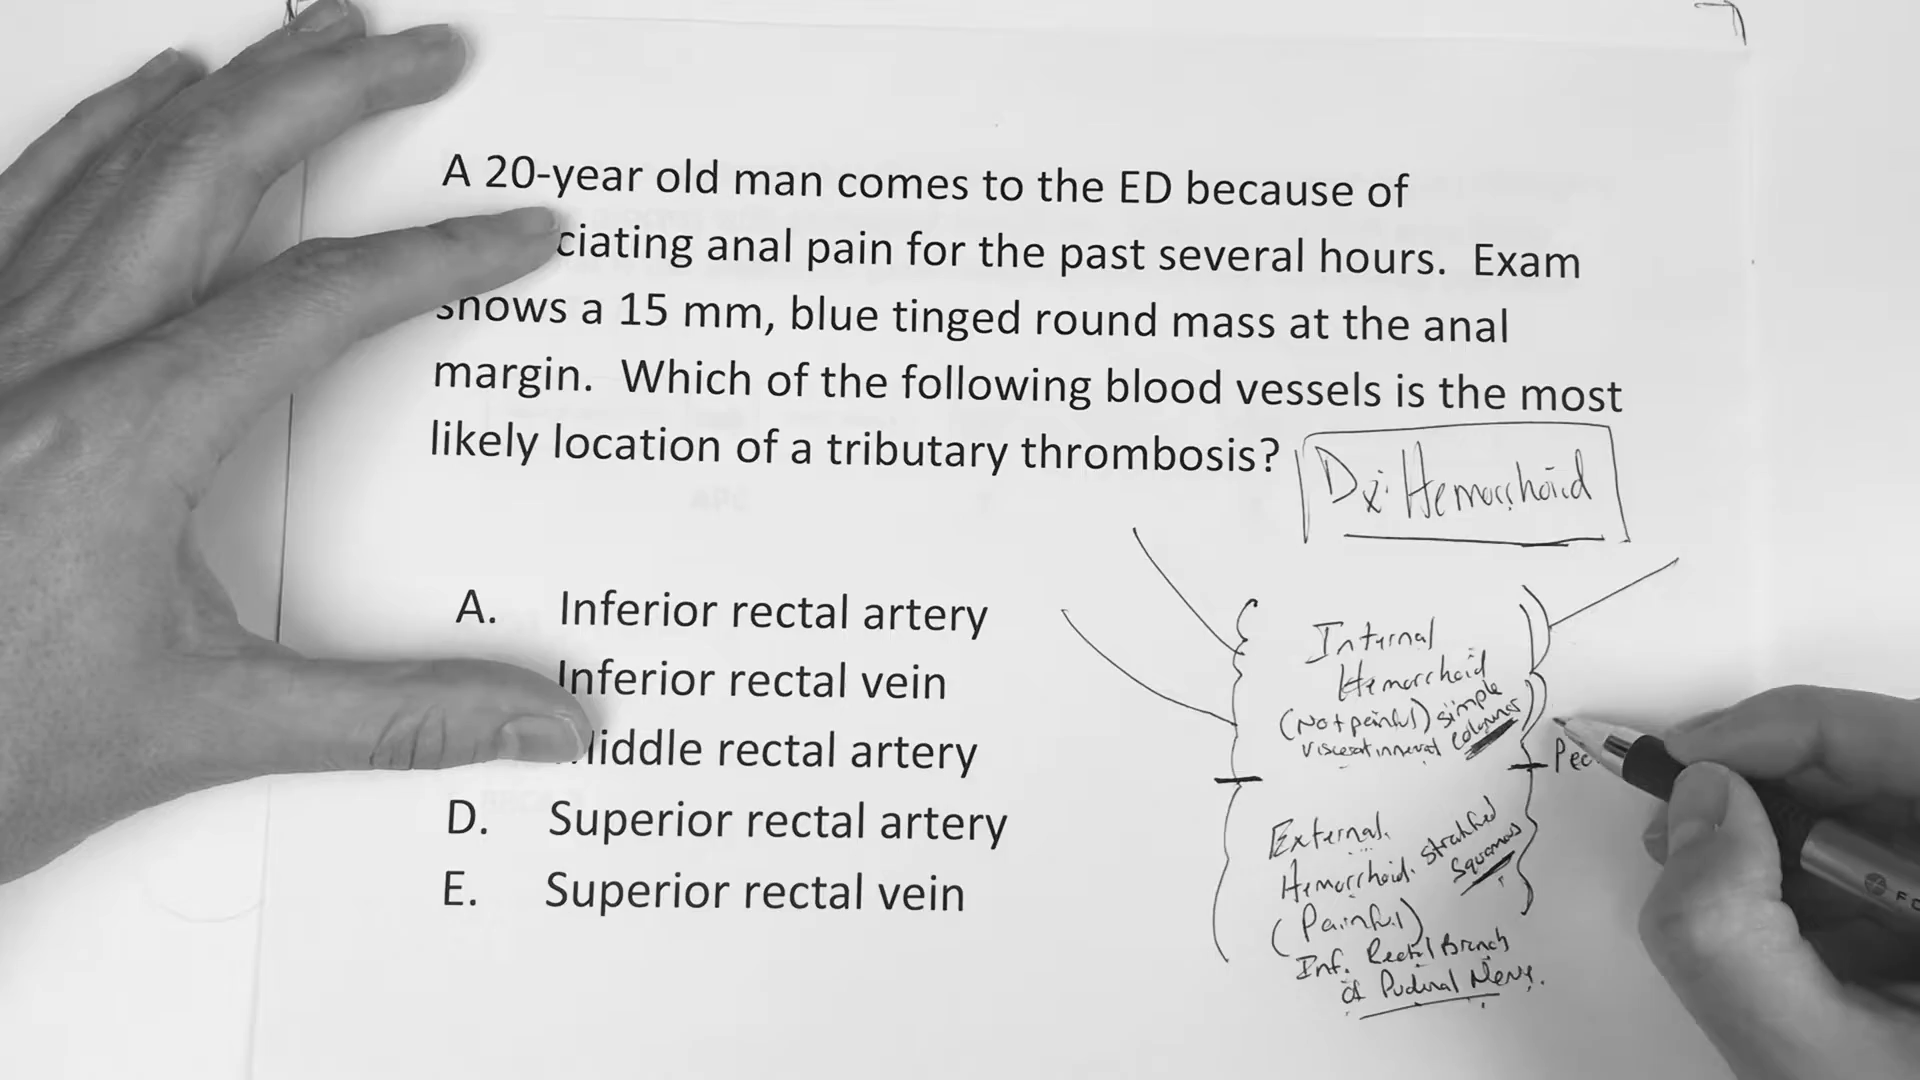 A 20-year old man comes to the ED because of
ciating anal pain for the past several hours. Exam
shows a 15 mm, blue tinged round mass at the anal
margin. Which of the following blood vessels is the most
likely location of a tributary thrombosis?
Dx: Hemorrhoid
A. Inferior rectal artery
Inferior rectal vein
Middle rectal artery
D. Superior rectal artery
E. Superior rectal vein
Internal
Hemorrhoid
(Not painful) simple
columnar
Pec
External
Hemorrhoid. stratified
squamous
(Painful)
Inf. Rectal Branch
of Pudenal Nerve.